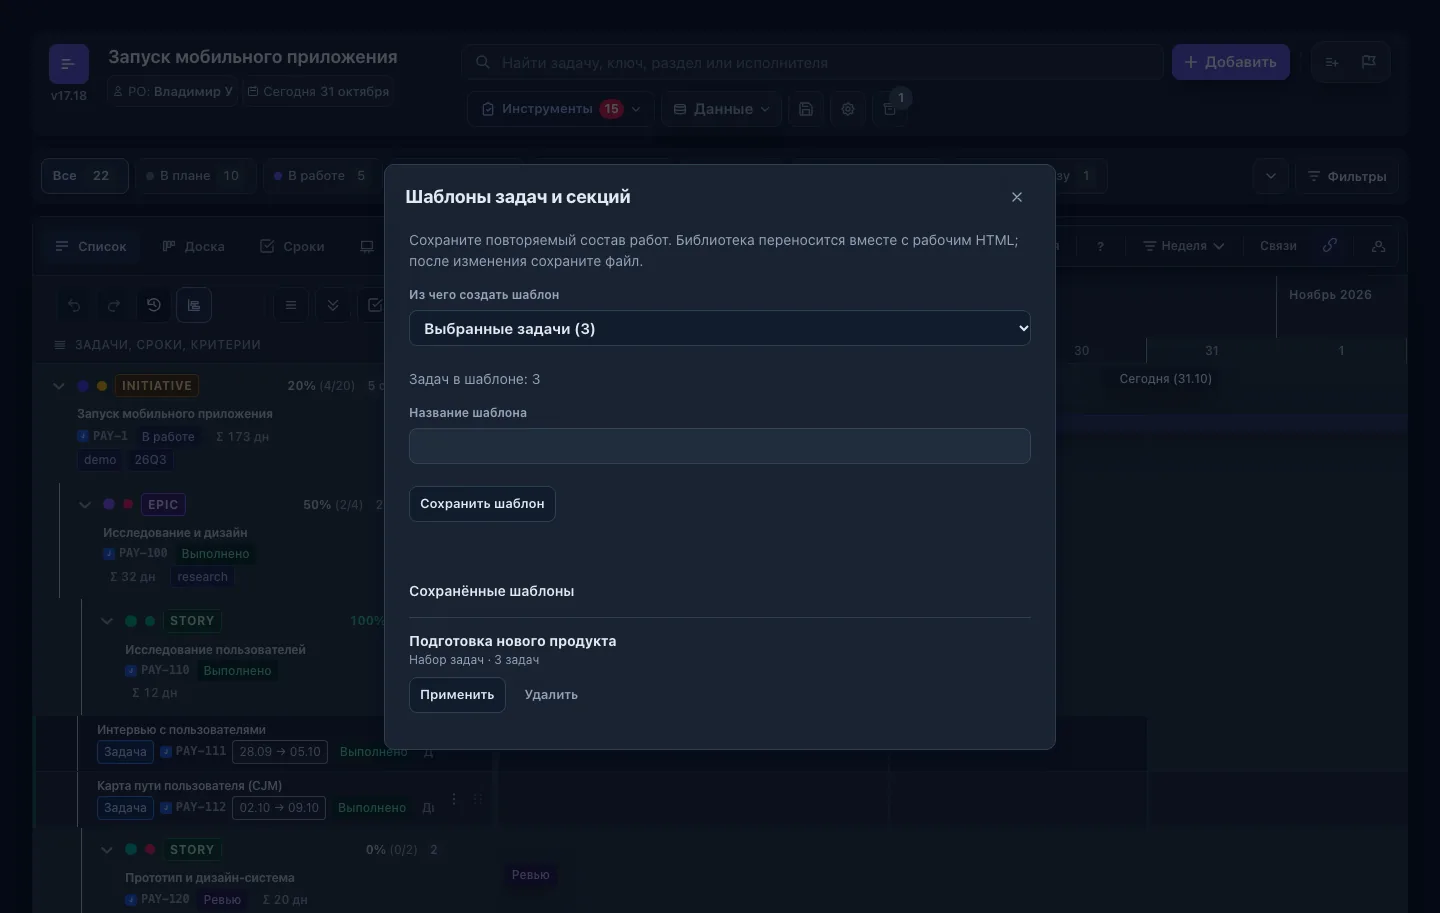 Запуск мобильного приложения
v17.18
РО: Владимир У
Сегодня 31 октября
Найти задачу, ключ, раздел или исполнителя
Добавить
Инструменты 15
Данные
1
Все 22
В плане 10
В работе 5
зу 1
Фильтры
Список
Доска
Сроки
?
Неделя
Связи
ЗАДАЧИ, СРОКИ, КРИТЕРИИ
Ноябрь 2026
30
31
1
Сегодня (31.10)
INITIATIVE
20% (4/20)
Запуск мобильного приложения
PAY-1 В работе Σ 173 дн
demo 26Q3
EPIC
50% (2/4)
Исследование и дизайн
PAY-100 Выполнено
Σ 32 дн research
STORY
100%
Исследование пользователей
PAY-110 Выполнено
Σ 12 дн
Интервью с пользователями
Задача PAY-111 28.09 → 05.10 Выполнено
Карта пути пользователя (CJM)
Задача PAY-112 02.10 → 09.10 Выполнено
STORY
0% (0/2) 2
Прототип и дизайн-система
PAY-120 Ревью Σ 20 дн
Ревью
Шаблоны задач и секций
Сохраните повторяемый состав работ. Библиотека переносится вместе с рабочим HTML;
после изменения сохраните файл.
Из чего создать шаблон
Выбранные задачи (3)
Задач в шаблоне: 3
Название шаблона
Сохранить шаблон
Сохранённые шаблоны
Подготовка нового продукта
Набор задач · 3 задач
Применить
Удалить